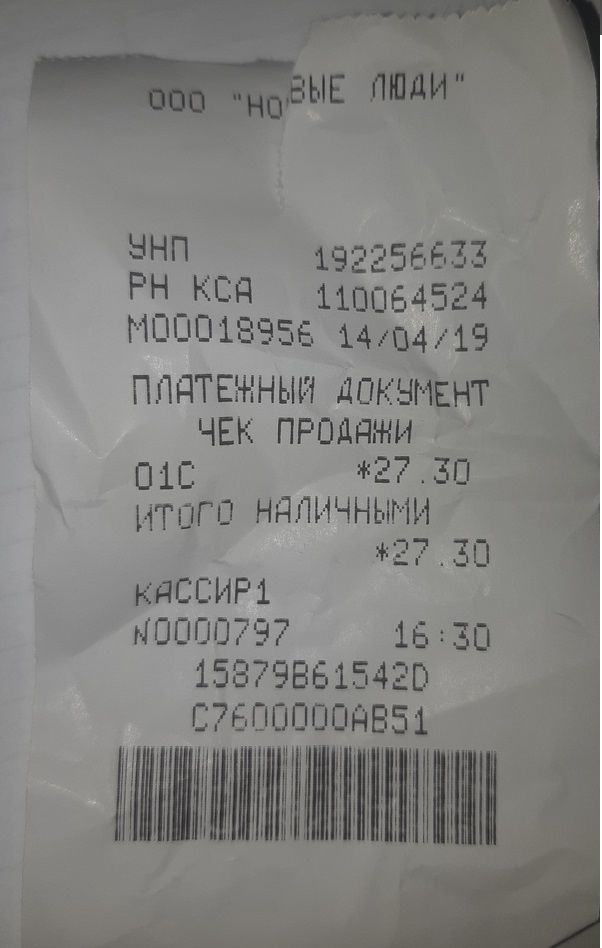 ООО "НОВЫЕ ЛЮДИ"
УНП 192256633
РН КСА 110064524
М00018956 14/04/19
ПЛАТЕЖНЫЙ ДОКУМЕНТ
ЧЕК ПРОДАЖИ
01С *27.30
ИТОГО НАЛИЧНЫМИ
*27.30
КАССИР1
N0000797 16:30
15879B61542D
C7600000AB51